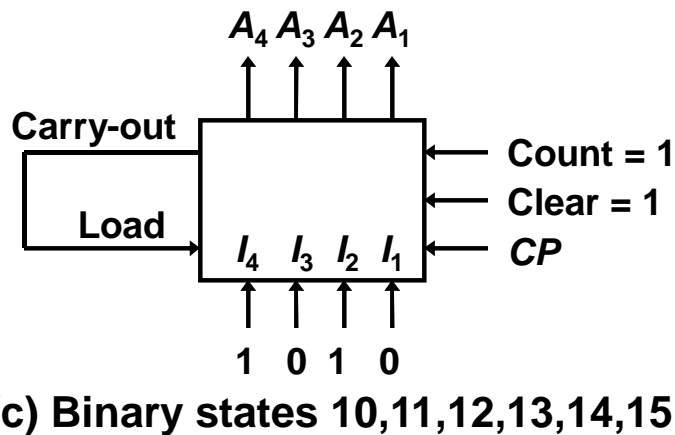 A4 A3 A2 A1
Carry-out
Count = 1
Clear = 1
Load
CP
I4 I3 I2 I1
1 0 1 0
c) Binary states 10,11,12,13,14,15